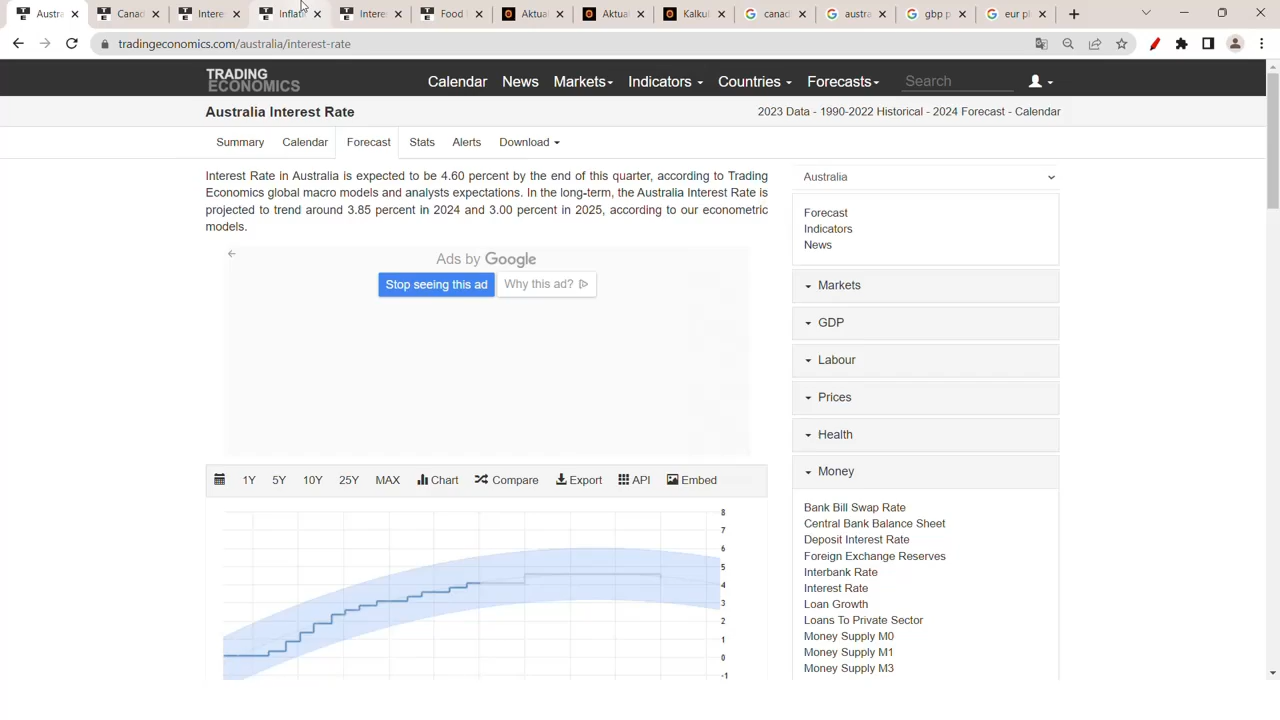 Austra
Canad
Interes
Inflati
Interes
Food I
Aktual
Aktual
Kalkul
canad
austra
gbp p
eur pl
tradingeconomics.com/australia/interest-rate
TRADING
ECONOMICS
Calendar
News
Markets
Indicators
Countries
Forecasts
Search
Australia Interest Rate
2023 Data - 1990-2022 Historical - 2024 Forecast - Calendar
Summary
Calendar
Forecast
Stats
Alerts
Download
Interest Rate in Australia is expected to be 4.60 percent by the end of this quarter, according to Trading
Economics global macro models and analysts expectations. In the long-term, the Australia Interest Rate is
projected to trend around 3.85 percent in 2024 and 3.00 percent in 2025, according to our econometric
models.
Ads by Google
Stop seeing this ad
Why this ad?
1Y
5Y
10Y
25Y
MAX
Chart
Compare
Export
API
Embed
8
7
6
5
4
3
2
1
0
-1
Australia
Forecast
Indicators
News
Markets
GDP
Labour
Prices
Health
Money
Bank Bill Swap Rate
Central Bank Balance Sheet
Deposit Interest Rate
Foreign Exchange Reserves
Interbank Rate
Interest Rate
Loan Growth
Loans To Private Sector
Money Supply M0
Money Supply M1
Money Supply M3